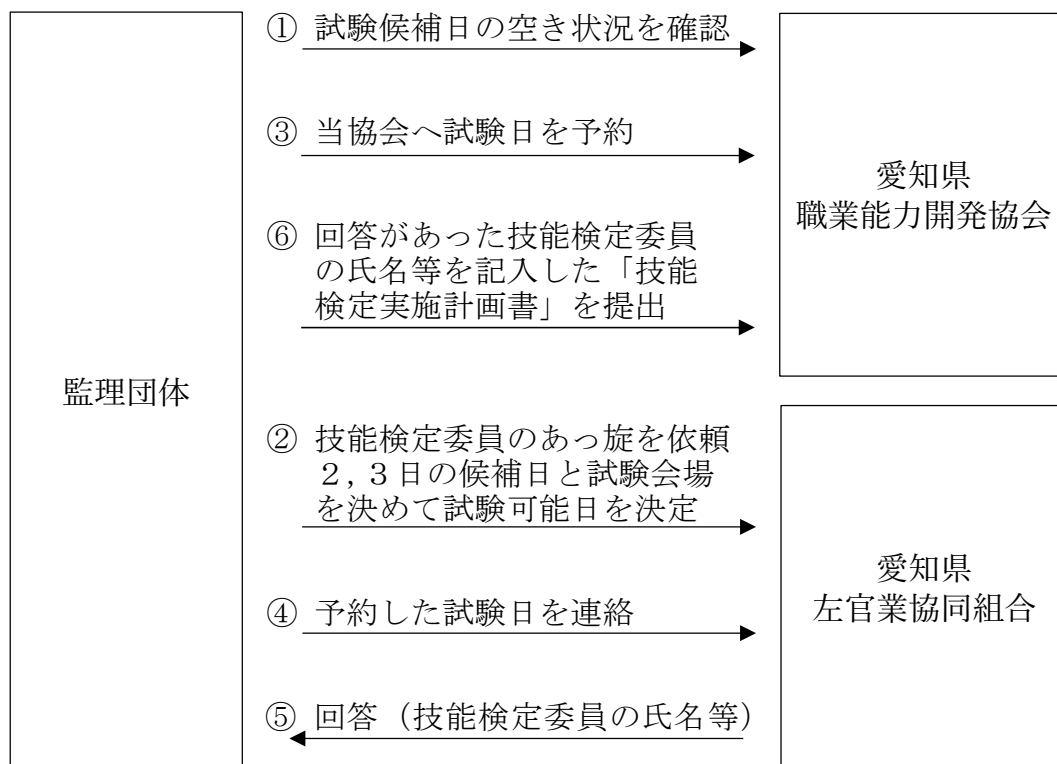 ① 試験候補日の空き状況を確認
③ 当協会へ試験日を予約
⑥ 回答があった技能検定委員
の氏名等を記入した「技能
検定実施計画書」を提出
愛知県
職業能力開発協会
監理団体
② 技能検定委員のあっ旋を依頼
２,３日の候補日と試験会場
を決めて試験可能日を決定
④ 予約した試験日を連絡
⑤ 回答（技能検定委員の氏名等）
愛知県
左官業協同組合